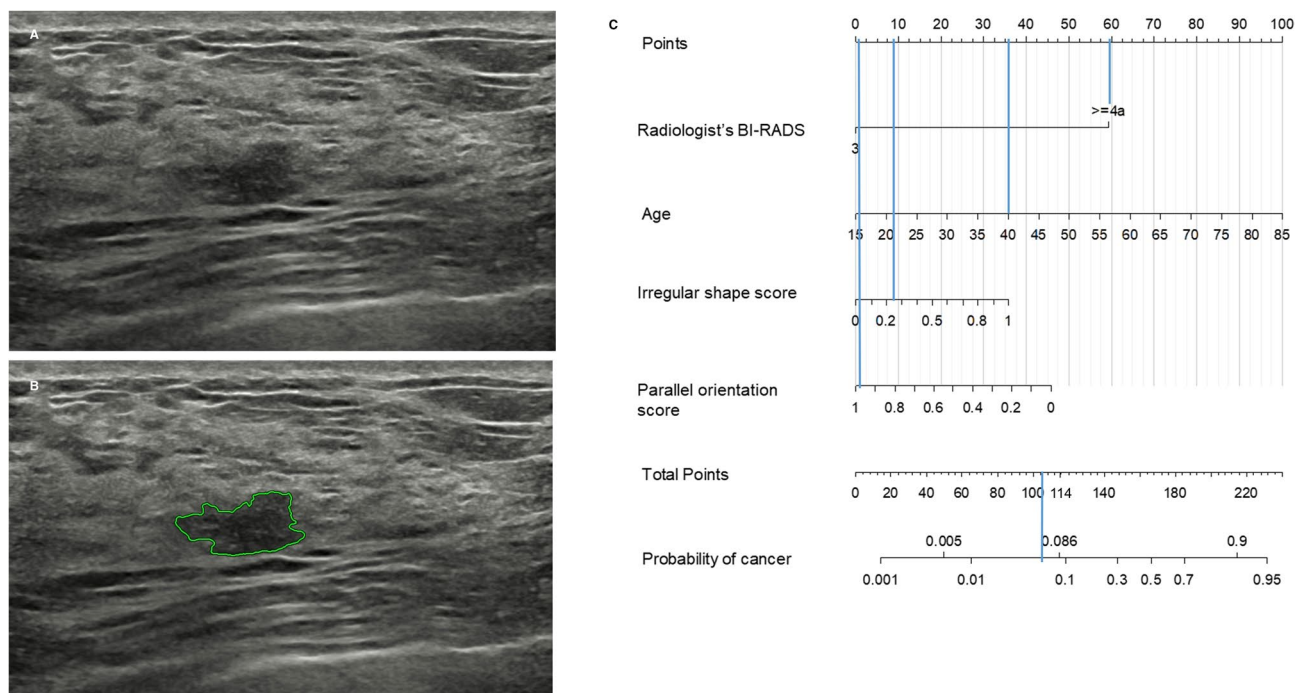 A
B
C
Points
0 10 20 30 40 50 60 70 80 90 100
Radiologist's BI-RADS
>=4a
3
Age
15 20 25 30 35 40 45 50 55 60 65 70 75 80 85
Irregular shape score
0 0.2 0.5 0.8 1
Parallel orientation
score
1 0.8 0.6 0.4 0.2 0
Total Points
0 20 40 60 80 100 114 140 180 220
Probability of cancer
0.005 0.086 0.9
0.001 0.01 0.1 0.3 0.5 0.7 0.95